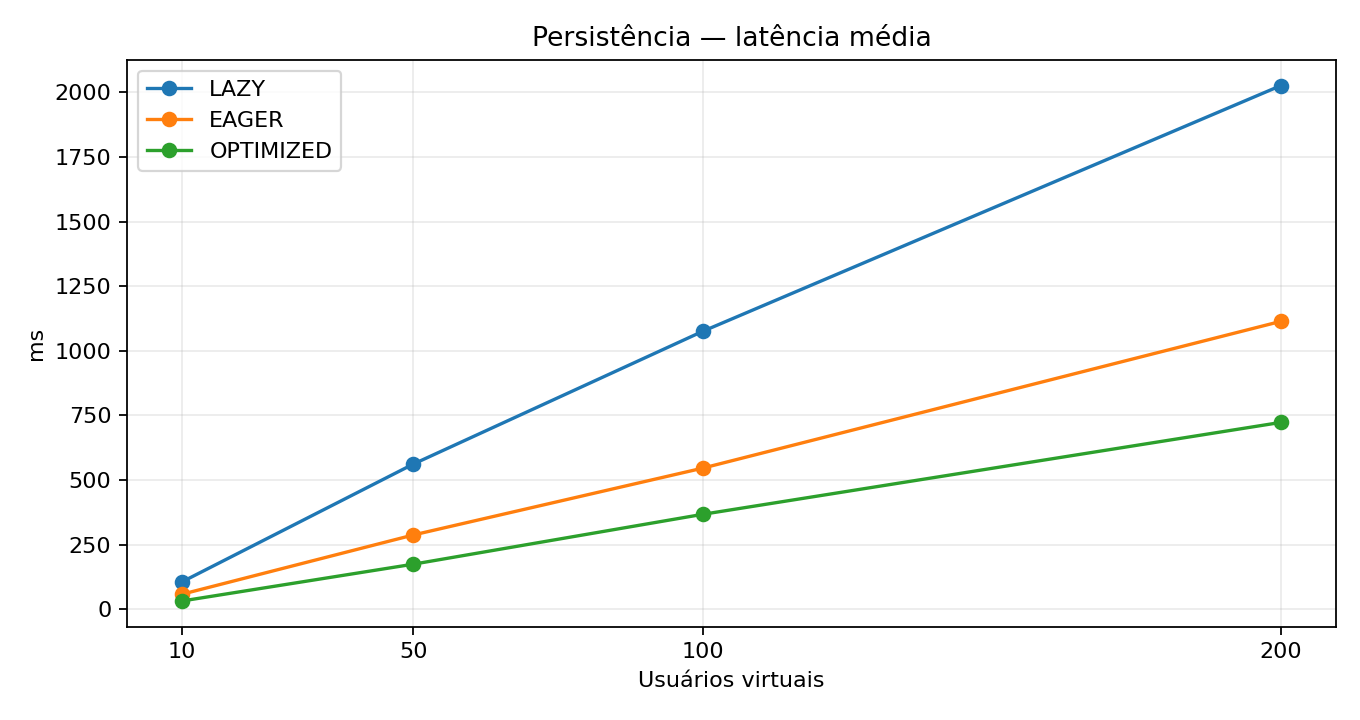 Persistência — latência média
LAZY
EAGER
OPTIMIZED
2000
1750
1500
1250
1000
750
500
250
0
ms
10 50 100 200
Usuários virtuais